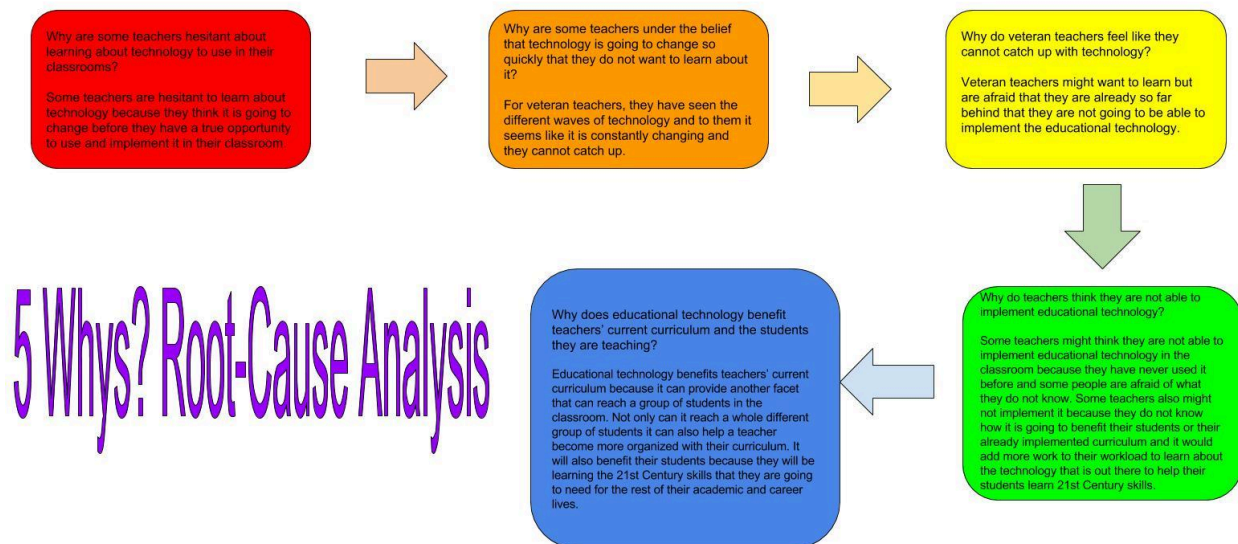 Why are some teachers hesitant about
learning about technology to use in their
classrooms?
Some teachers are hesitant to learn about
technology because they think it is going to
change before they have a true opportunity
to use and implement it in their classroom
Why are some teachers under the belief
that technology is going to change so
quickly that they do not want to learn about
it?
For veteran teachers, they have seen the
different waves of technology and to them it
seems like it is constantly changing and
they cannot catch up.
Why do veteran teachers feel like they
cannot catch up with technology?
Veteran teachers might want to learn but
are afraid that they are already so far
behind that they are not going to be able to
implement the educational technology.
Why do teachers think they are not able to
implement educational technology?
Some teachers might think they are not able to
implement educational technology in the
classroom because they have never used it
before and some people are afraid of what
they do not know. Some teachers also might
not implement it because they do not know
how it is going to benefit their students or their
already implemented curriculum and it would
add more work to their workload to learn about
the technology that is out there to help their
students learn 21st Century skills.
Why does educational technology benefit
teachers' current curriculum and the students
they are teaching?
Educational technology benefits teachers' current
curriculum because it can provide another facet
that can reach a group of students in the
classroom. Not only can it reach a whole different
group of students it can also help a teacher
become more organized with their curriculum. It
will also benefit their students because they will be
learning the 21st Century skills that they are going
to need for the rest of their academic and career
lives.
5 Whys? Root-Cause Analysis